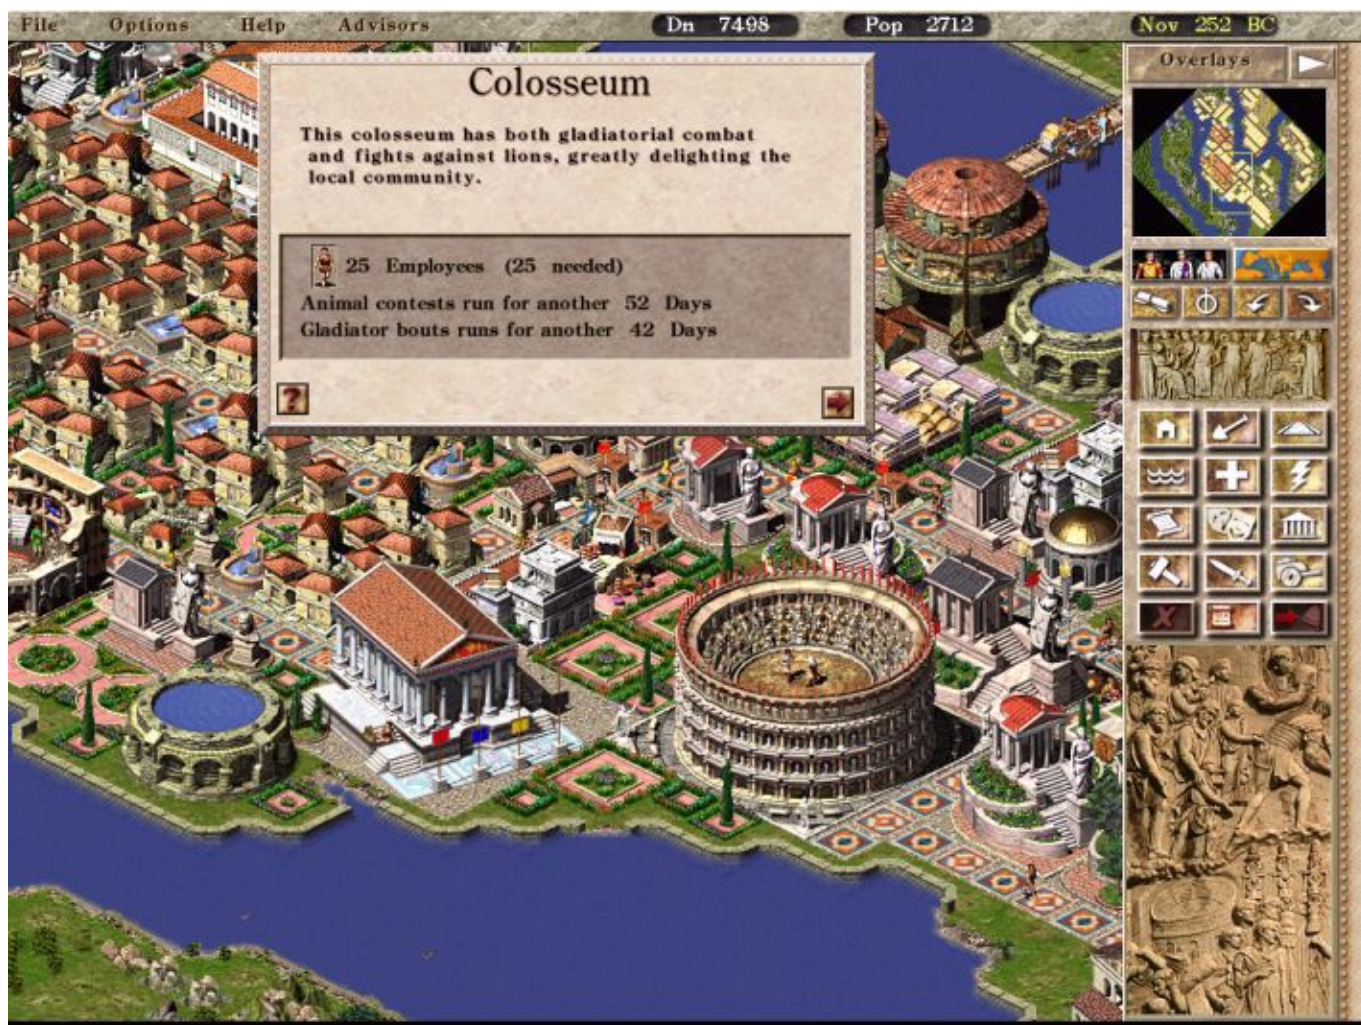 File Options Help Advisors Dn 7498 Pop 2712 Nov 252 BC
Overlays
Colosseum
This colosseum has both gladiatorial combat
and fights against lions, greatly delighting the
local community.
25 Employees (25 needed)
Animal contests run for another 52 Days
Gladiator bouts runs for another 42 Days
?